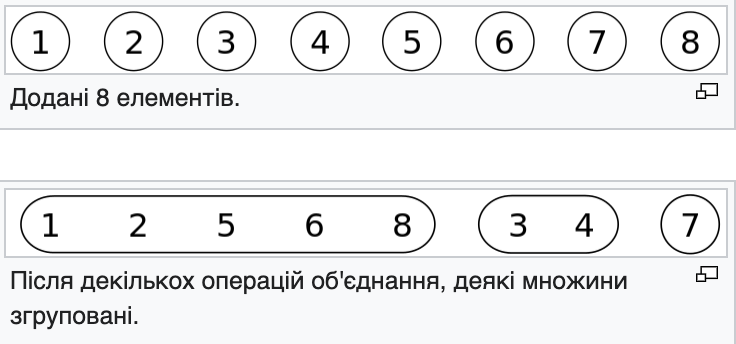 1 2 3 4 5 6 7 8
Додані 8 елементів.
1 2 5 6 8 3 4 7
Після декількох операцій об'єднання, деякі множини
згруповані.